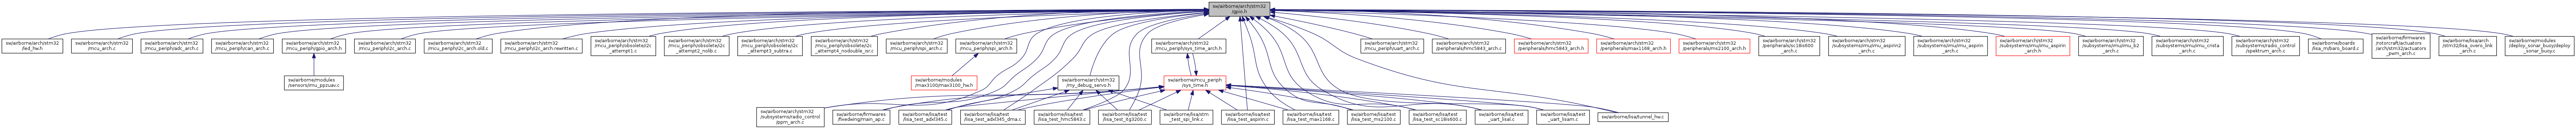 sw/airborne/arch/stm32
/gpio.h
sw/airborne/arch/stm32
/led_hw.h
sw/airborne/arch/stm32
/mcu_arch.c
sw/airborne/arch/stm32
/mcu_periph/adc_arch.c
sw/airborne/arch/stm32
/mcu_periph/can_arch.c
sw/airborne/arch/stm32
/mcu_periph/gpio_arch.h
sw/airborne/arch/stm32
/mcu_periph/i2c_arch.c
sw/airborne/arch/stm32
/mcu_periph/i2c_arch.old.c
sw/airborne/arch/stm32
/mcu_periph/i2c_arch.rewritten.c
sw/airborne/arch/stm32
/mcu_periph/obsolete/i2c
_attempt1.c
sw/airborne/arch/stm32
/mcu_periph/obsolete/i2c
_attempt2_nolib.c
sw/airborne/arch/stm32
/mcu_periph/obsolete/i2c
_attempt3_subtra.c
sw/airborne/arch/stm32
/mcu_periph/obsolete/i2c
_attempt4_nodouble_isr.c
sw/airborne/arch/stm32
/mcu_periph/spi_arch.c
sw/airborne/arch/stm32
/mcu_periph/spi_arch.h
sw/airborne/arch/stm32
/mcu_periph/sys_time_arch.h
sw/airborne/arch/stm32
/mcu_periph/uart_arch.c
sw/airborne/arch/stm32
/peripherals/hmc5843_arch.c
sw/airborne/arch/stm32
/peripherals/hmc5843_arch.h
sw/airborne/arch/stm32
/peripherals/max1168_arch.h
sw/airborne/arch/stm32
/peripherals/ms2100_arch.h
sw/airborne/arch/stm32
/peripherals/sc18is600
_arch.c
sw/airborne/arch/stm32
/subsystems/imu/imu_aspirin2
_arch.c
sw/airborne/arch/stm32
/subsystems/imu/imu_aspirin
_arch.c
sw/airborne/arch/stm32
/subsystems/imu/imu_aspirin
_arch.h
sw/airborne/arch/stm32
/subsystems/imu/imu_b2
_arch.c
sw/airborne/arch/stm32
/subsystems/imu/imu_crista
_arch.c
sw/airborne/arch/stm32
/subsystems/radio_control
/spektrum_arch.c
sw/airborne/boards
/lisa_m/baro_board.c
sw/airborne/firmwares
/rotorcraft/actuators
/arch/stm32/actuators
_pwm_arch.c
sw/airborne/lisa/arch
/stm32/lisa_overo_link
_arch.c
sw/airborne/modules
/deploy_sonar_buoy/deploy
_sonar_buoy.c
sw/airborne/modules
/sensors/imu_ppzuav.c
sw/airborne/modules
/max3100/max3100_hw.h
sw/airborne/arch/stm32
/my_debug_servo.h
sw/airborne/mcu_periph
/sys_time.h
sw/airborne/arch/stm32
/subsystems/radio_control
/ppm_arch.c
sw/airborne/firmwares
/fixedwing/main_ap.c
sw/airborne/lisa/test
/lisa_test_adxl345.c
sw/airborne/lisa/test
/lisa_test_adxl345_dma.c
sw/airborne/lisa/test
/lisa_test_hmc5843.c
sw/airborne/lisa/test
/lisa_test_itg3200.c
sw/airborne/lisa/stm
_test_spi_link.c
sw/airborne/lisa/test
/lisa_test_aspirin.c
sw/airborne/lisa/test
/lisa_test_max1168.c
sw/airborne/lisa/test
/lisa_test_ms2100.c
sw/airborne/lisa/test
/lisa_test_sc18is600.c
sw/airborne/lisa/test
_uart_lisal.c
sw/airborne/lisa/test
_uart_lisam.c
sw/airborne/lisa/tunnel_hw.c